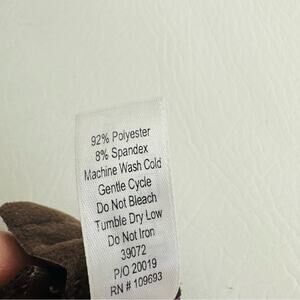 92% Polyester
8% Spandex
Machine Wash Cold
Gentle Cycle
Do Not Bleach
Tumble Dry Low
Do Not Iron
39072
P/O 20019
RN # 109693